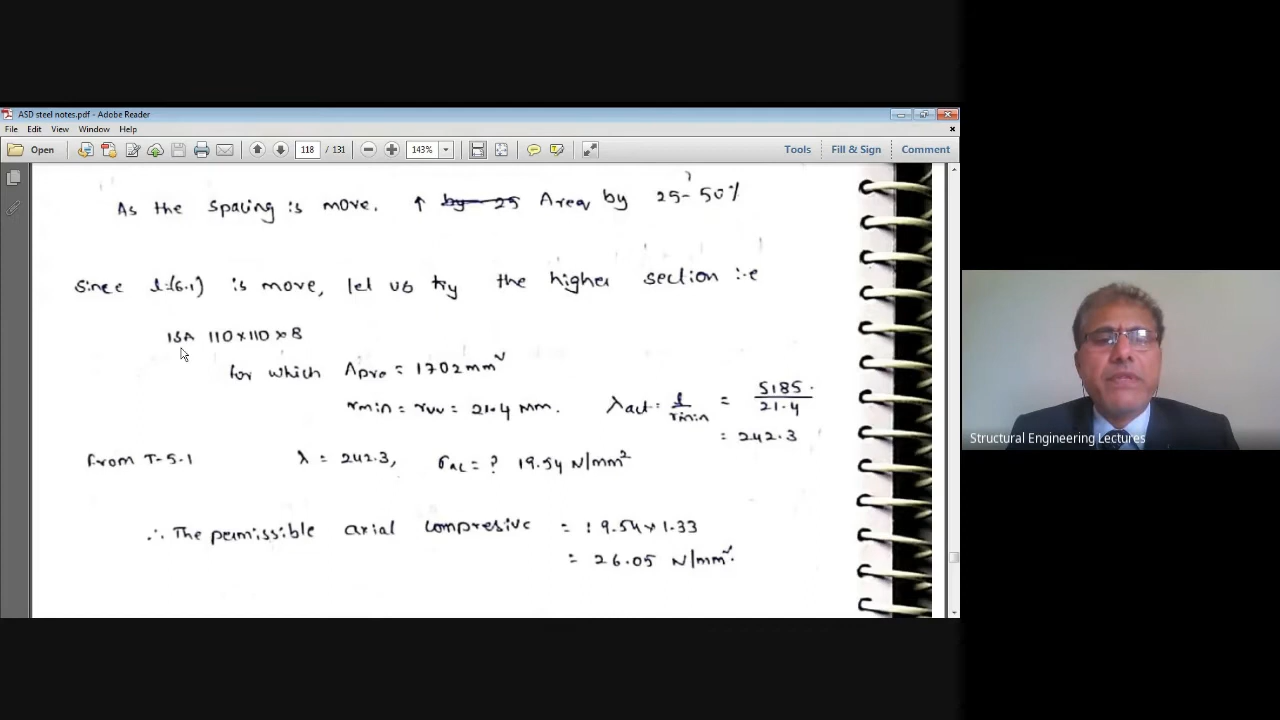 ASD steel notes.pdf - Adobe Reader
File Edit View Window Help
Open 118 / 131 143% Tools Fill & Sign Comment
As the spacing is more. ↑ by 25 Area by 25-50%
Since l=(6.1) is more, let us try the higher section i.e
ISA 110×110×8
for which Apro = 1702 mm²
rmin = rvv = 21.4 mm. λact = l/rmin = 5185/21.4
= 242.3
From T-5.1 λ = 242.3, σac = ? 19.54 N/mm²
∴ The permissible axial compresive = 19.54×1.33
= 26.05 N/mm².
Structural Engineering Lectures